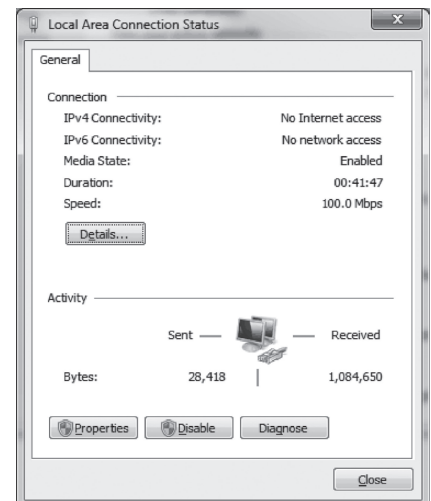 Local Area Connection Status
x
General
Connection
IPv4 Connectivity: No Internet access
IPv6 Connectivity: No network access
Media State: Enabled
Duration: 00:41:47
Speed: 100.0 Mbps
Details...
Activity
Sent — — Received
Bytes: 28,418 | 1,084,650
Properties Disable Diagnose
Close